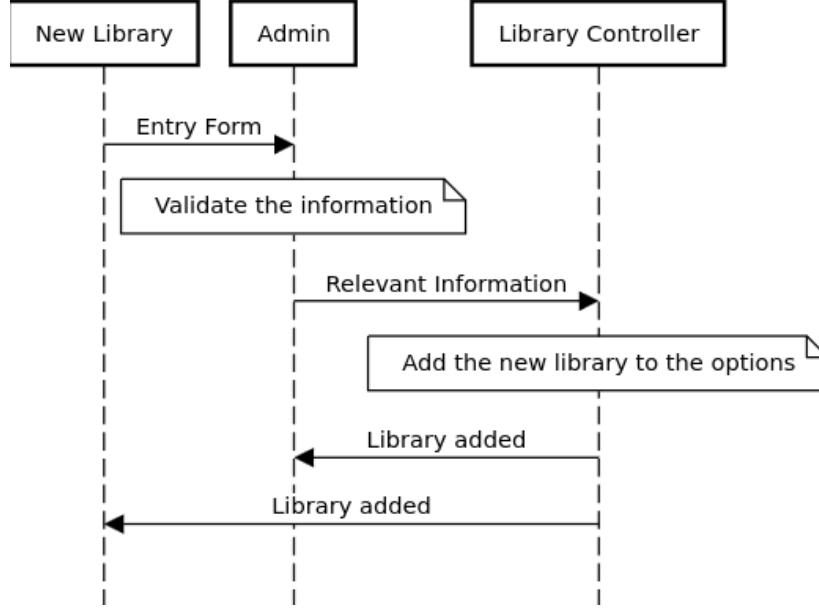 New Library
Admin
Library Controller
Entry Form
Validate the information
Relevant Information
Add the new library to the options
Library added
Library added